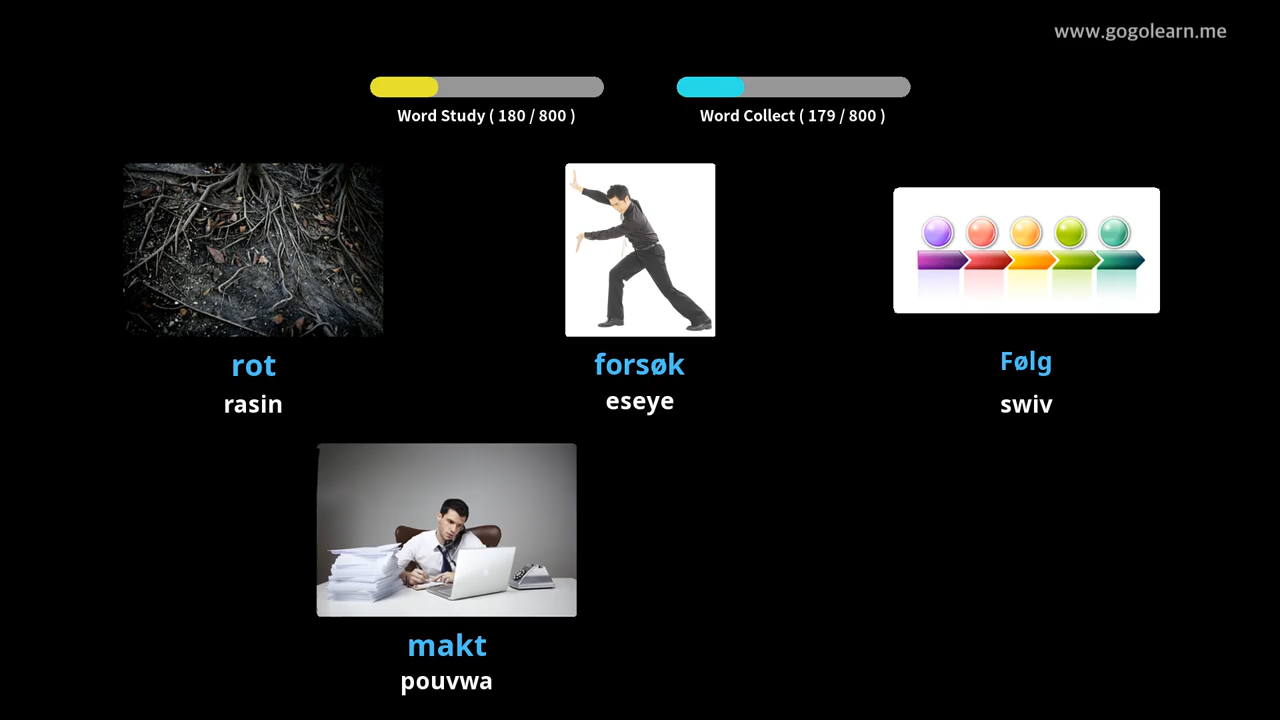 www.gogolearn.me
Word Study ( 180 / 800 )
Word Collect ( 179 / 800 )
rot
rasin
forsøk
eseye
Følg
swiv
makt
pouvwa